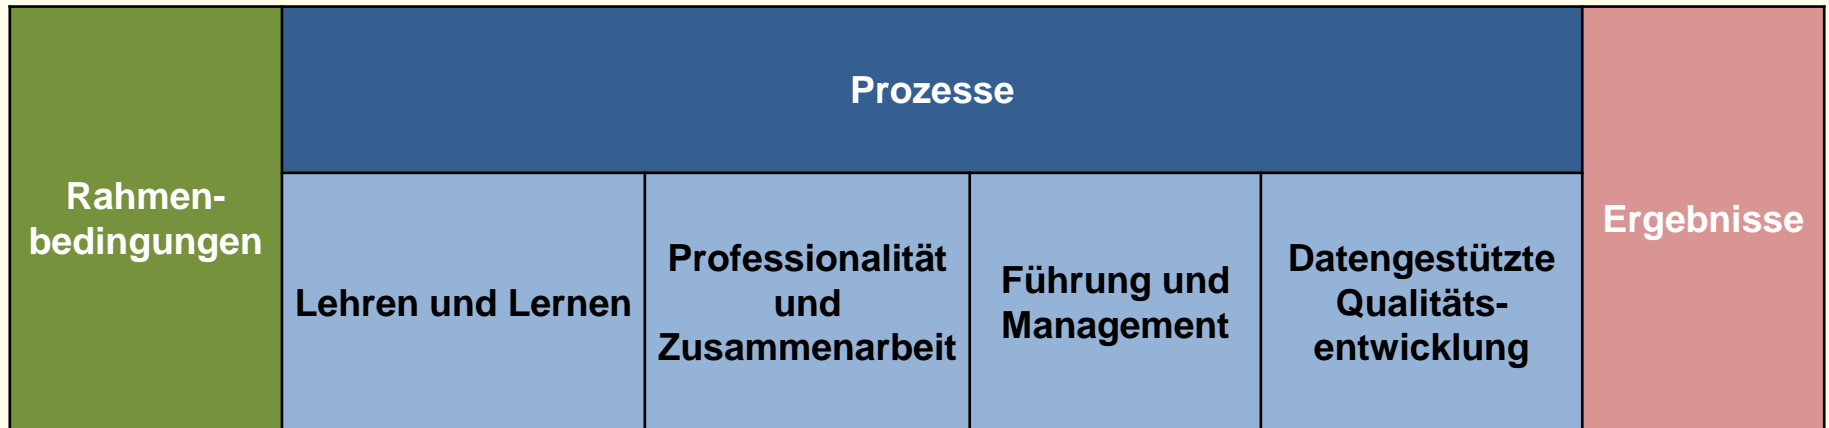 Rahmen-
bedingungen
Prozesse
Lehren und Lernen
Professionalität
und
Zusammenarbeit
Führung und
Management
Datengestützte
Qualitäts-
entwicklung
Ergebnisse